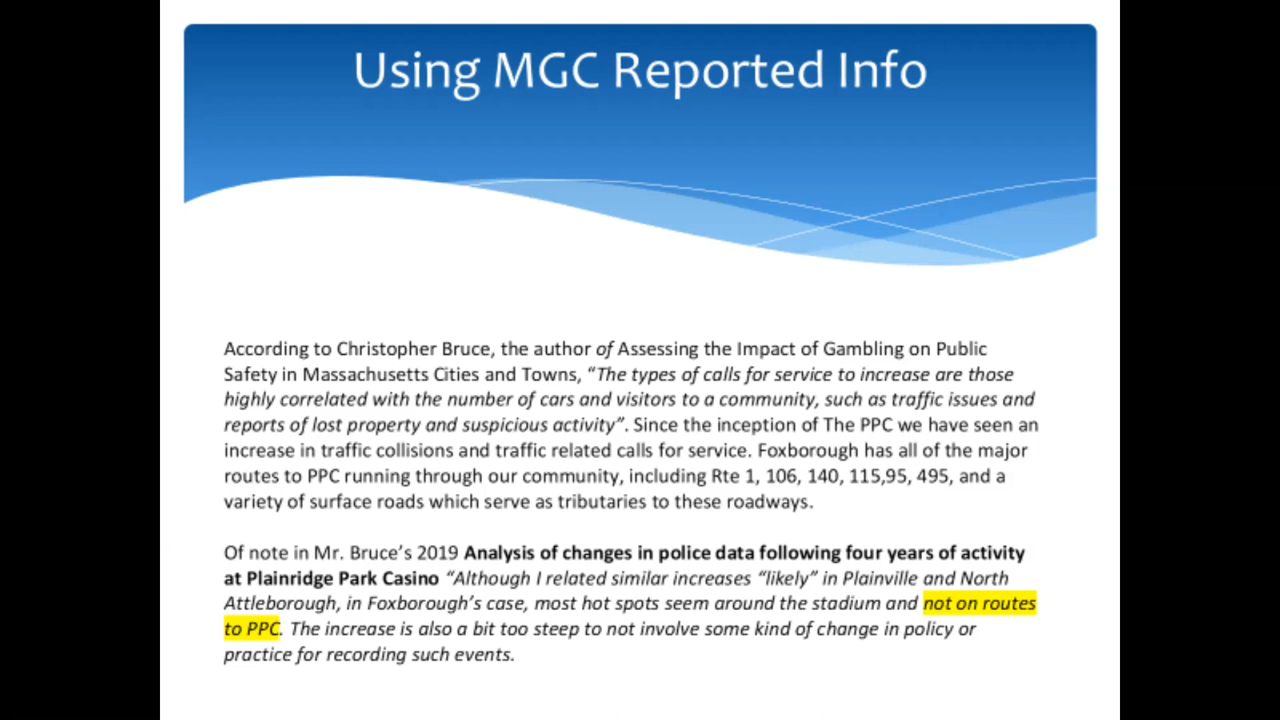 Using MGC Reported Info
According to Christopher Bruce, the author of Assessing the Impact of Gambling on Public
Safety in Massachusetts Cities and Towns, “The types of calls for service to increase are those
highly correlated with the number of cars and visitors to a community, such as traffic issues and
reports of lost property and suspicious activity”. Since the inception of The PPC we have seen an
increase in traffic collisions and traffic related calls for service. Foxborough has all of the major
routes to PPC running through our community, including Rte 1, 106, 140, 115,95, 495, and a
variety of surface roads which serve as tributaries to these roadways.
Of note in Mr. Bruce’s 2019 Analysis of changes in police data following four years of activity
at Plainridge Park Casino “Although I related similar increases “likely” in Plainville and North
Attleborough, in Foxborough’s case, most hot spots seem around the stadium and not on routes
to PPC. The increase is also a bit too steep to not involve some kind of change in policy or
practice for recording such events.